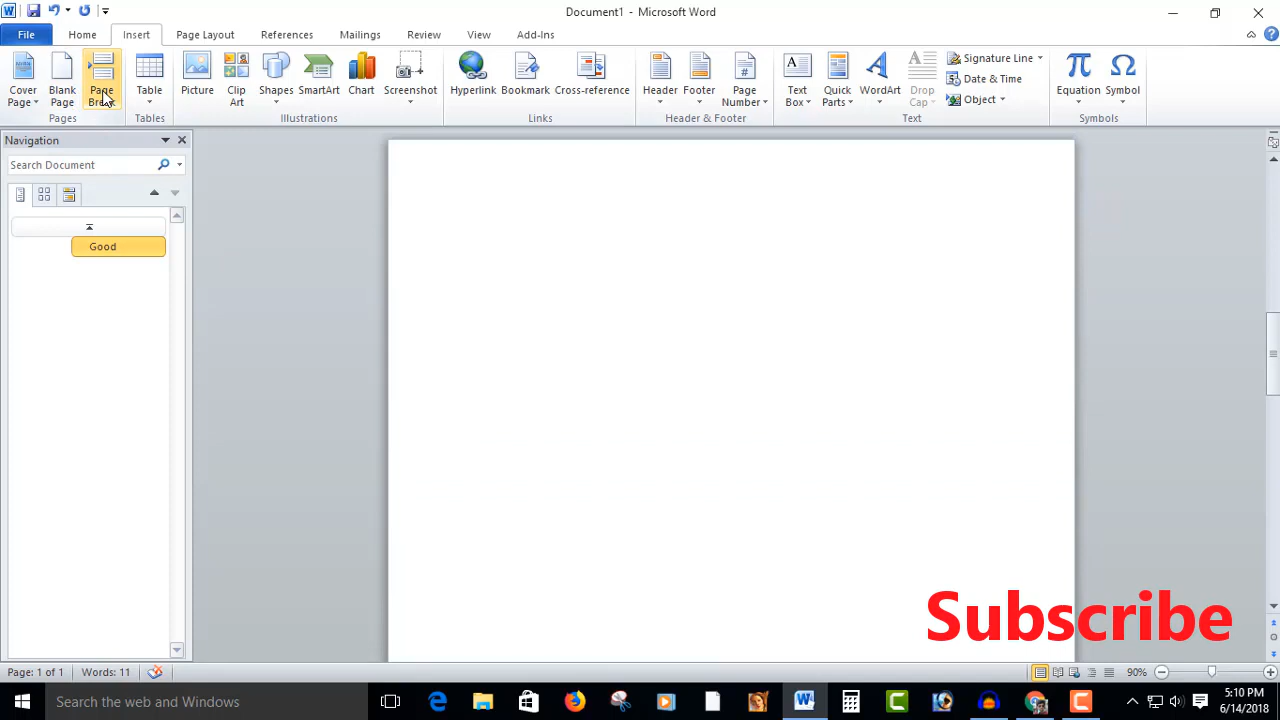 Document1 - Microsoft Word
File Home Insert Page Layout References Mailings Review View Add-Ins
Cover Page
Blank Page
Page Break
Table
Picture
Clip Art
Shapes
SmartArt
Chart
Screenshot
Hyperlink
Bookmark
Cross-reference
Header
Footer
Page Number
Text Box
Quick Parts
WordArt
Drop Cap
Signature Line
Date & Time
Object
Equation
Symbol
Pages Tables Illustrations Links Header & Footer Text Symbols
Navigation
Search Document
Good
Subscribe
Page: 1 of 1 Words: 11 90%
Search the web and Windows
5:10 PM
6/14/2018